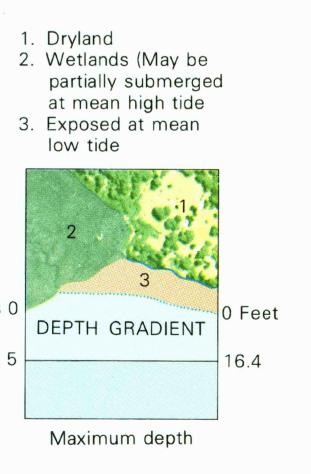 1. Dryland
2. Wetlands (May be
partially submerged
at mean high tide
3. Exposed at mean
low tide
1
2
3
0
0 Feet
DEPTH GRADIENT
5
16.4
Maximum depth